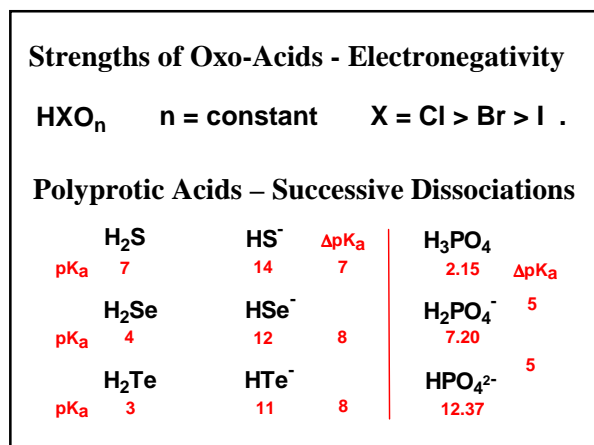 Strengths of Oxo-Acids - Electronegativity
HXOₙ n = constant X = Cl > Br > I .
Polyprotic Acids – Successive Dissociations
H₂S HS⁻ ΔpKₐ H₃PO₄
pKₐ 7 14 7 2.15 ΔpKₐ
H₂Se HSe⁻ H₂PO₄⁻ 5
pKₐ 4 12 8 7.20
5
H₂Te HTe⁻ HPO₄²⁻
pKₐ 3 11 8 12.37